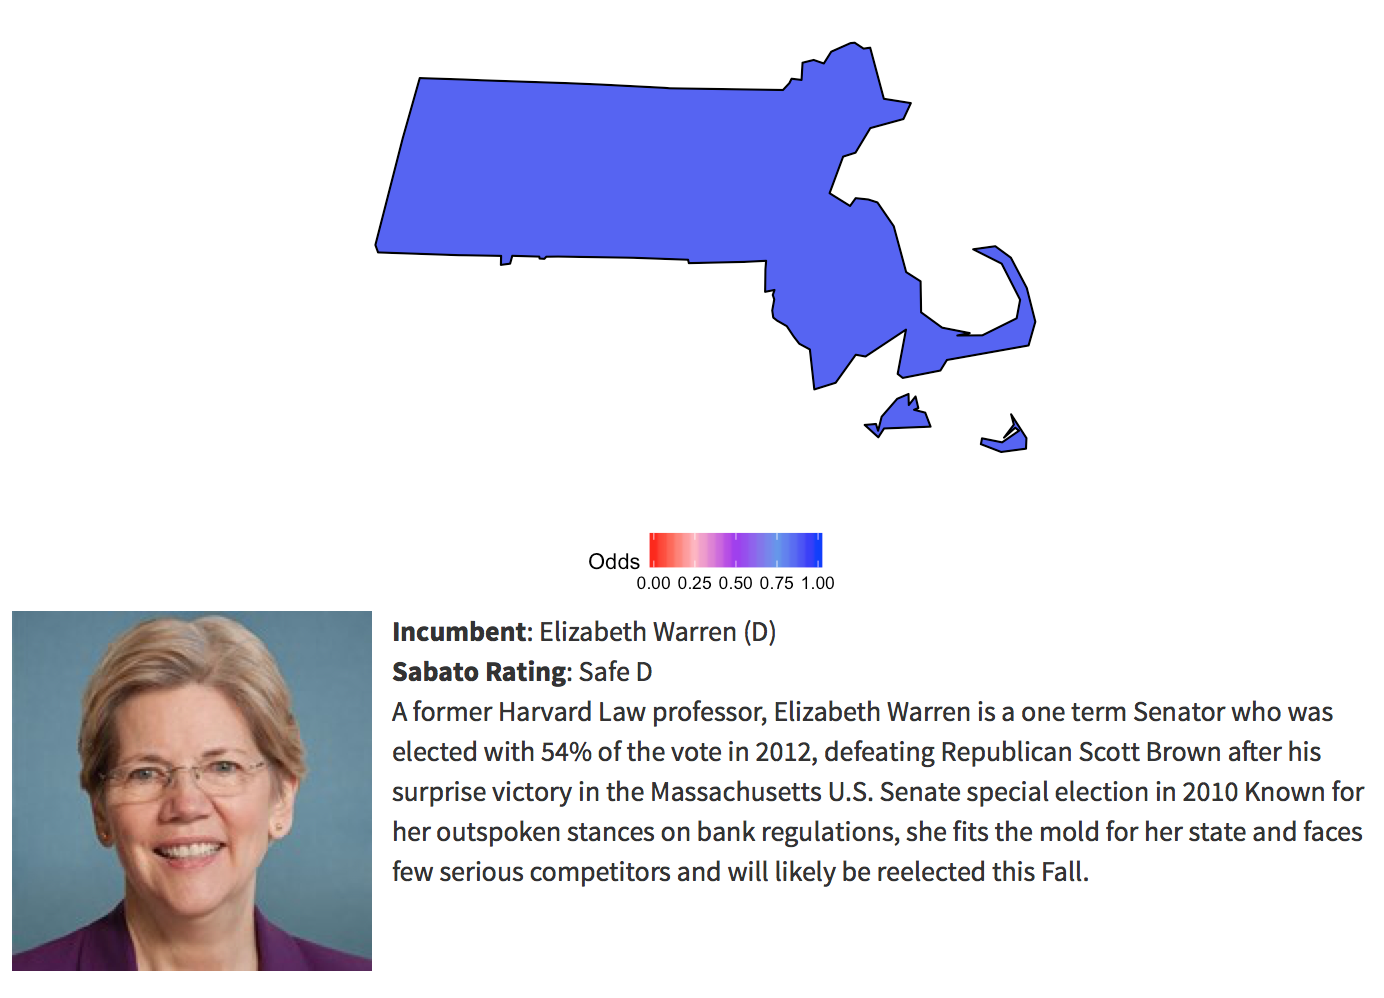 Odds
0.00 0.25 0.50 0.75 1.00
Incumbent: Elizabeth Warren (D)
Sabato Rating: Safe D
A former Harvard Law professor, Elizabeth Warren is a one term Senator who was
elected with 54% of the vote in 2012, defeating Republican Scott Brown after his
surprise victory in the Massachusetts U.S. Senate special election in 2010 Known for
her outspoken stances on bank regulations, she fits the mold for her state and faces
few serious competitors and will likely be reelected this Fall.